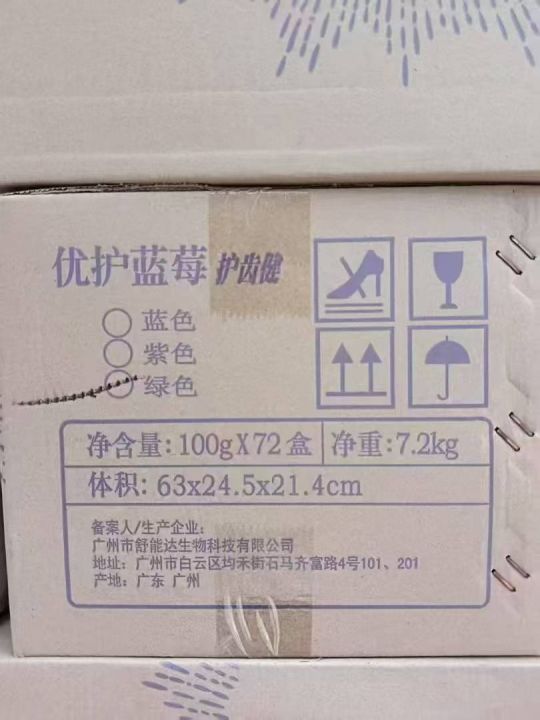 优护蓝莓 护齿健
蓝色
紫色
绿色
净含量：100gX72盒 净重：7.2kg
体积：63x24.5x21.4cm
备案人/生产企业：
广州市舒能达生物科技有限公司
地址：广州市白云区均禾街石马齐富路4号101、201
产地：广东 广州